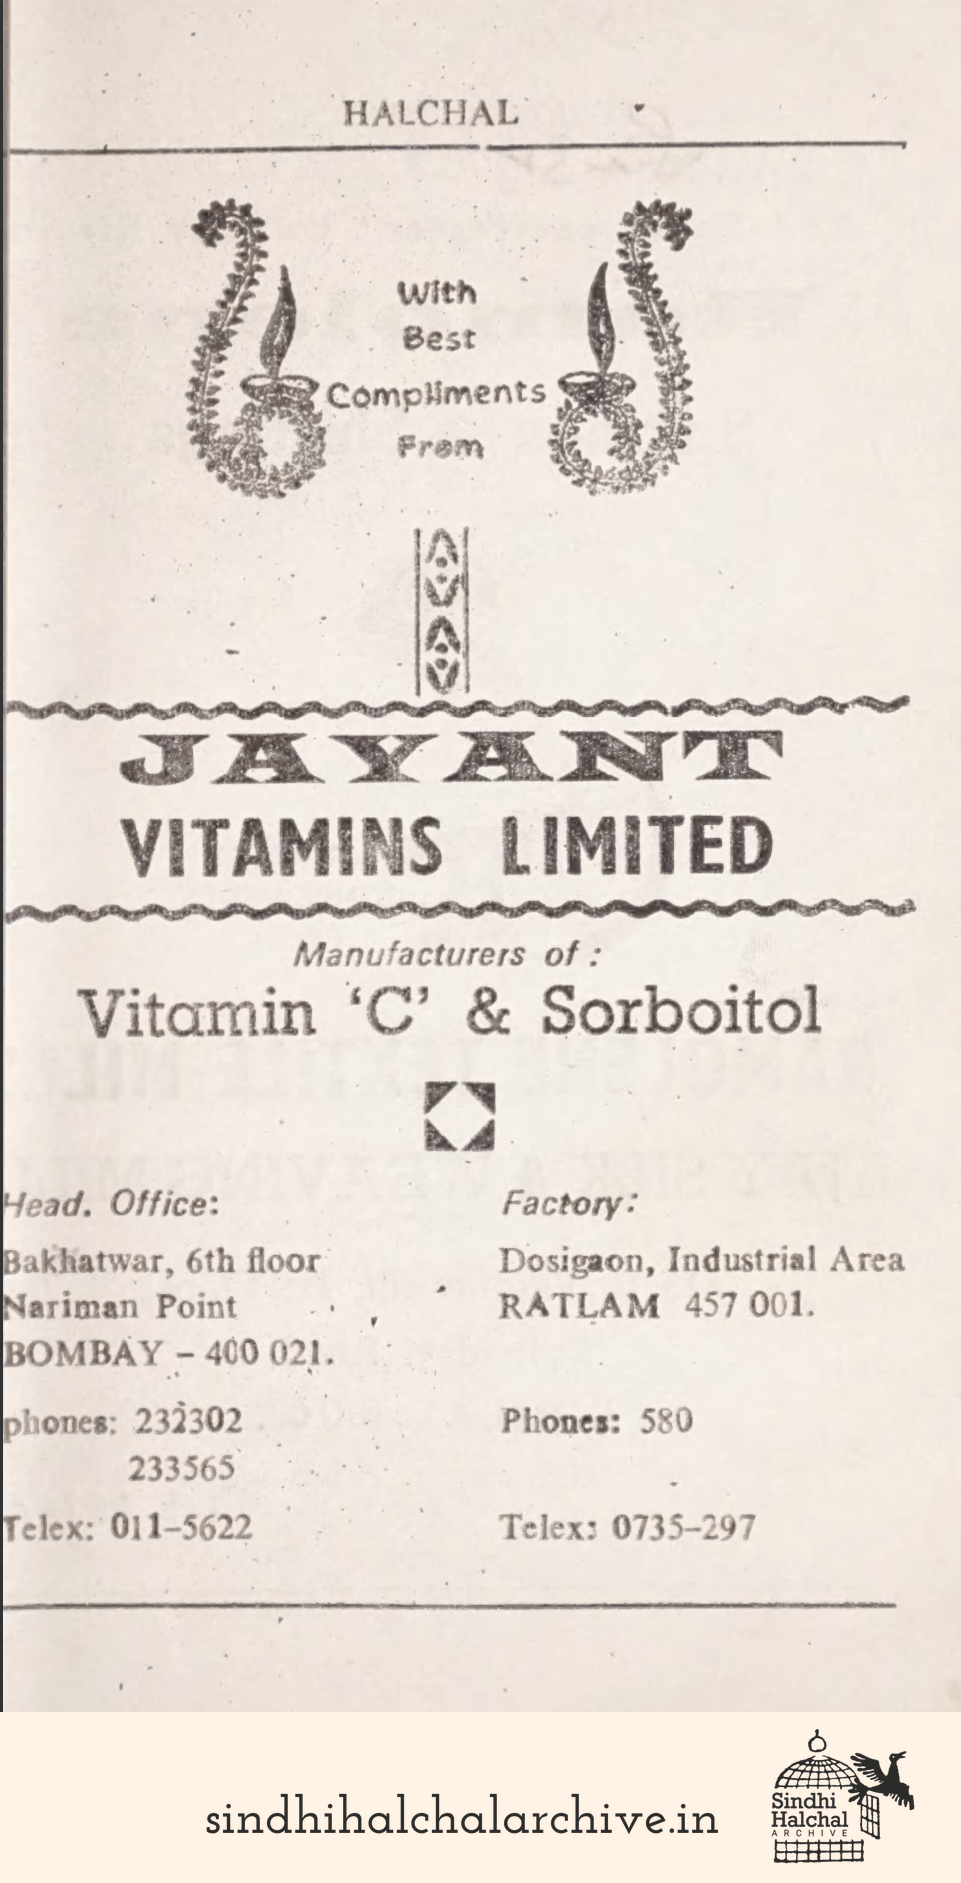 HALCHAL
With
Best
Compliments
From
JAYANT
VITAMINS LIMITED
Manufacturers of :
Vitamin ‘C’ & Sorboitol
Head. Office:
Bakhatwar, 6th floor
Nariman Point
BOMBAY – 400 021.
phones: 232302
233565
Telex: 011–5622
Factory:
Dosigaon, Industrial Area
RATLAM 457 001.
Phones: 580
Telex: 0735–297
sindhihalchalarchive.in
Sindhi
Halchal
ARCHIVE